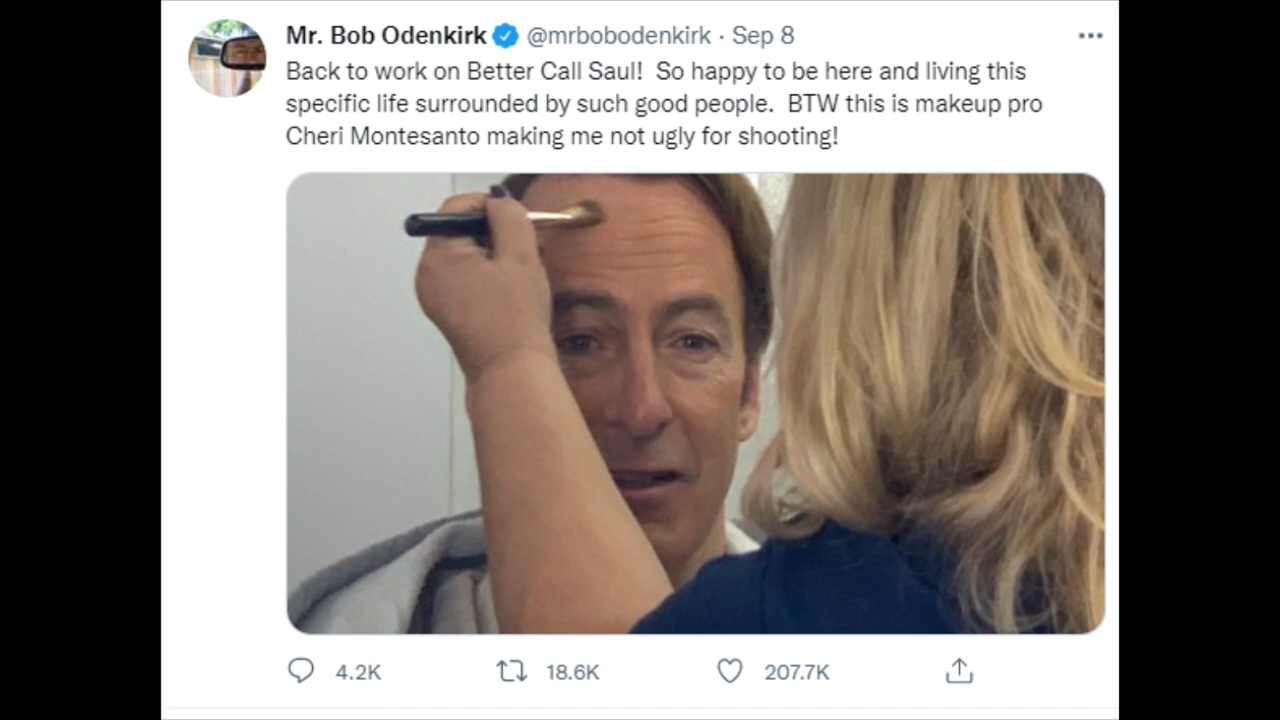 Mr. Bob Odenkirk @mrbobodenkirk · Sep 8
Back to work on Better Call Saul!  So happy to be here and living this
specific life surrounded by such good people.  BTW this is makeup pro
Cheri Montesanto making me not ugly for shooting!
4.2K 18.6K 207.7K